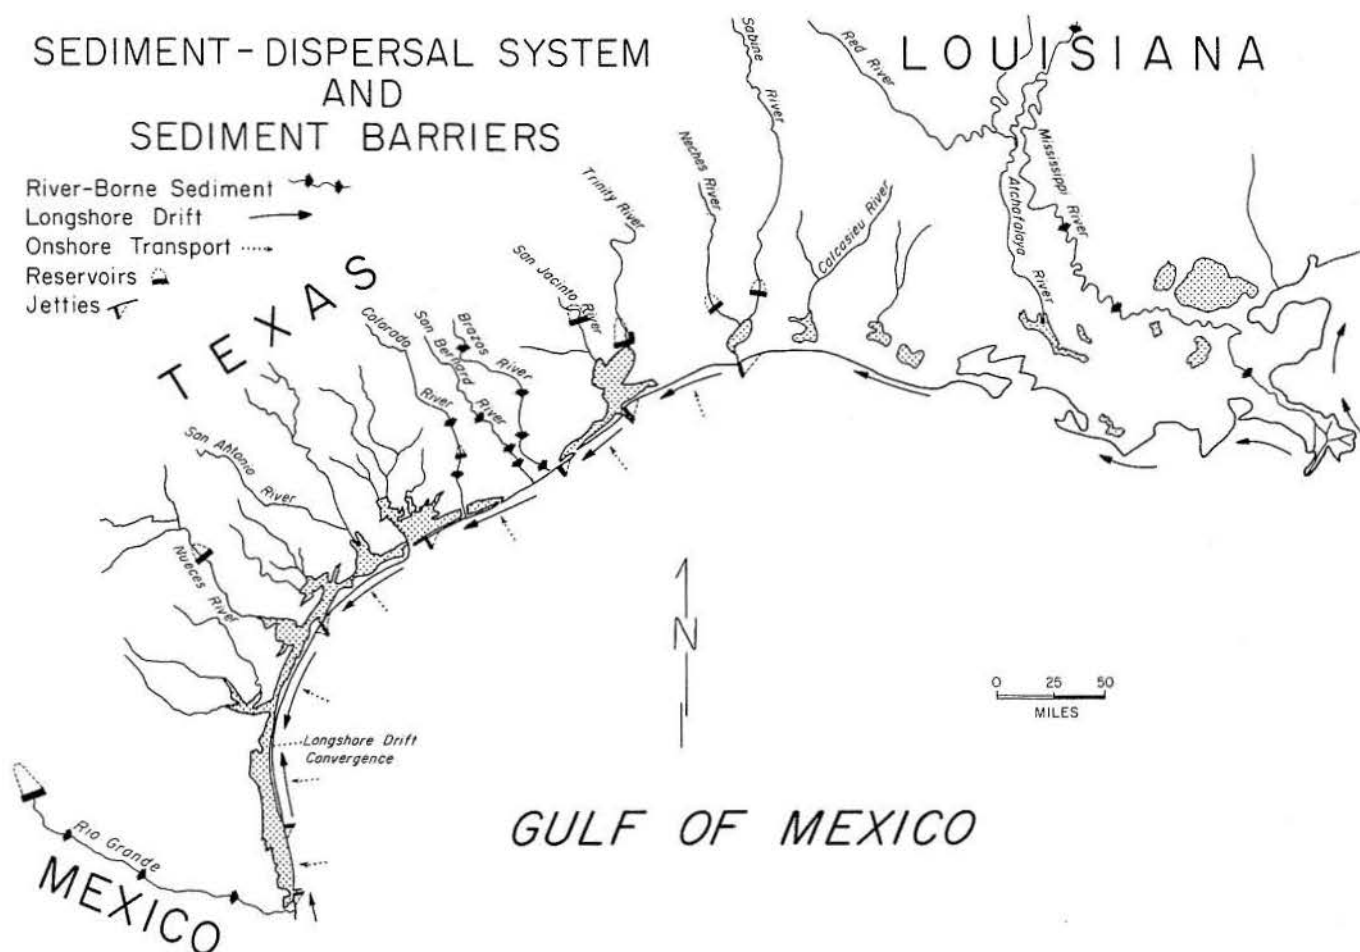 SEDIMENT-DISPERSAL SYSTEM
AND
SEDIMENT BARRIERS
River-Borne Sediment
Longshore Drift
Onshore Transport
Reservoirs
Jetties
LOUISIANA
TEXAS
MEXICO
GULF OF MEXICO
Red River
Sabine River
Neches River
Trinity River
San Jacinto River
Calcasieu River
Mississippi River
Atchafalaya River
Brazos River
San Bernard River
Colorado River
San Antonio River
Nueces River
Rio Grande
Longshore Drift
Convergence
N
0 25 50
MILES